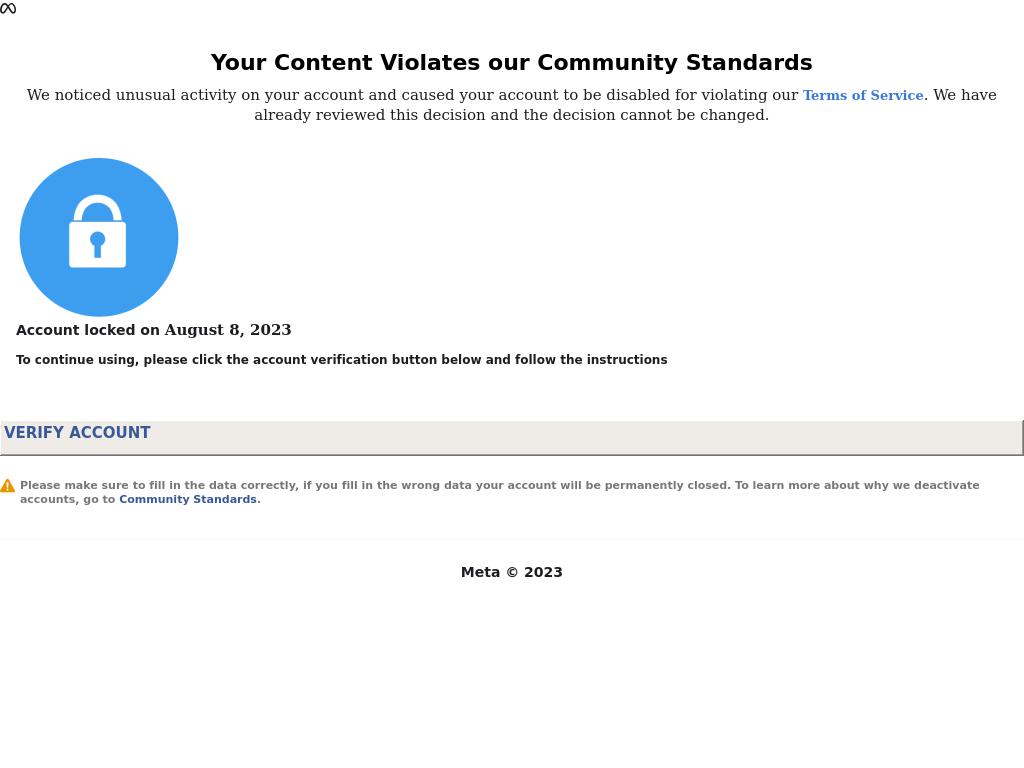 Your Content Violates our Community Standards
We noticed unusual activity on your account and caused your account to be disabled for violating our Terms of Service. We have
already reviewed this decision and the decision cannot be changed.
Account locked on August 8, 2023
To continue using, please click the account verification button below and follow the instructions
VERIFY ACCOUNT
Please make sure to fill in the data correctly, if you fill in the wrong data your account will be permanently closed. To learn more about why we deactivate
accounts, go to Community Standards.
Meta © 2023